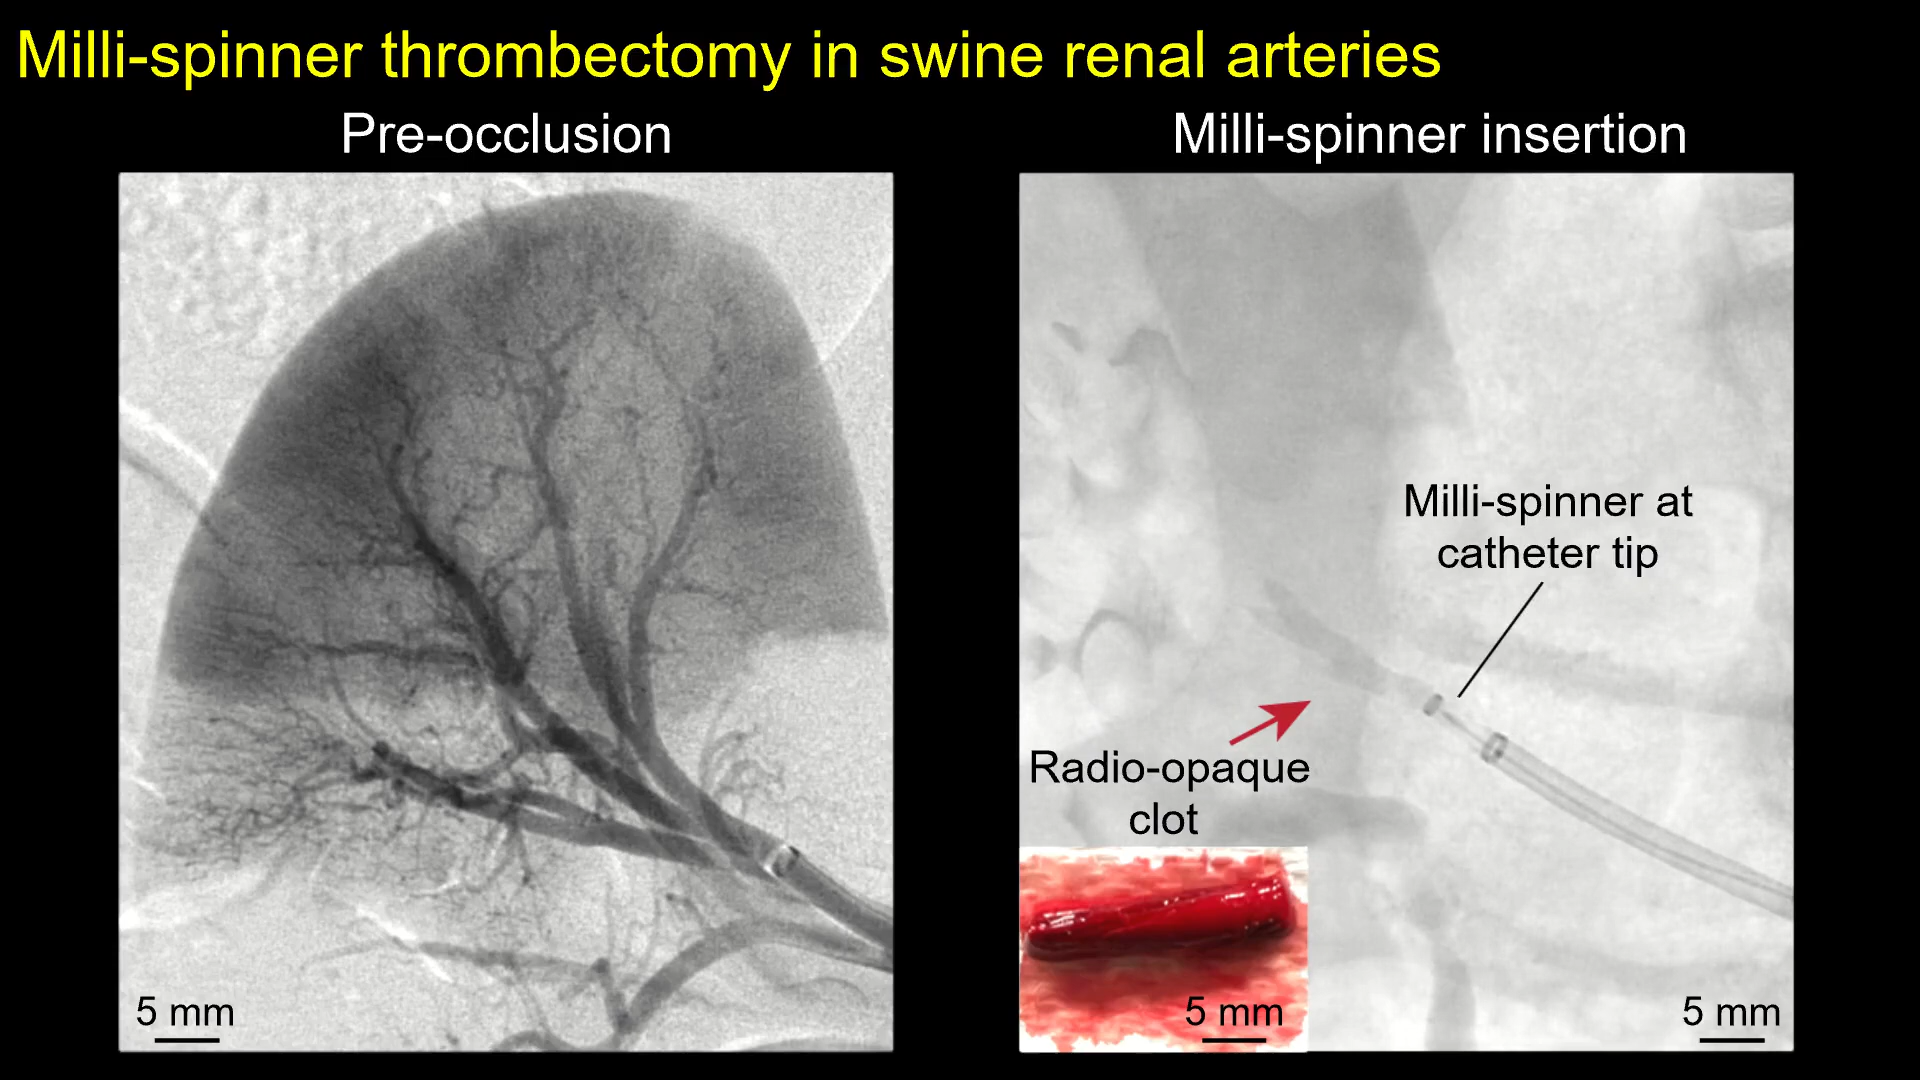 Milli-spinner thrombectomy in swine renal arteries
Pre-occlusion
Milli-spinner insertion
Milli-spinner at
catheter tip
Radio-opaque
clot
5 mm
5 mm
5 mm